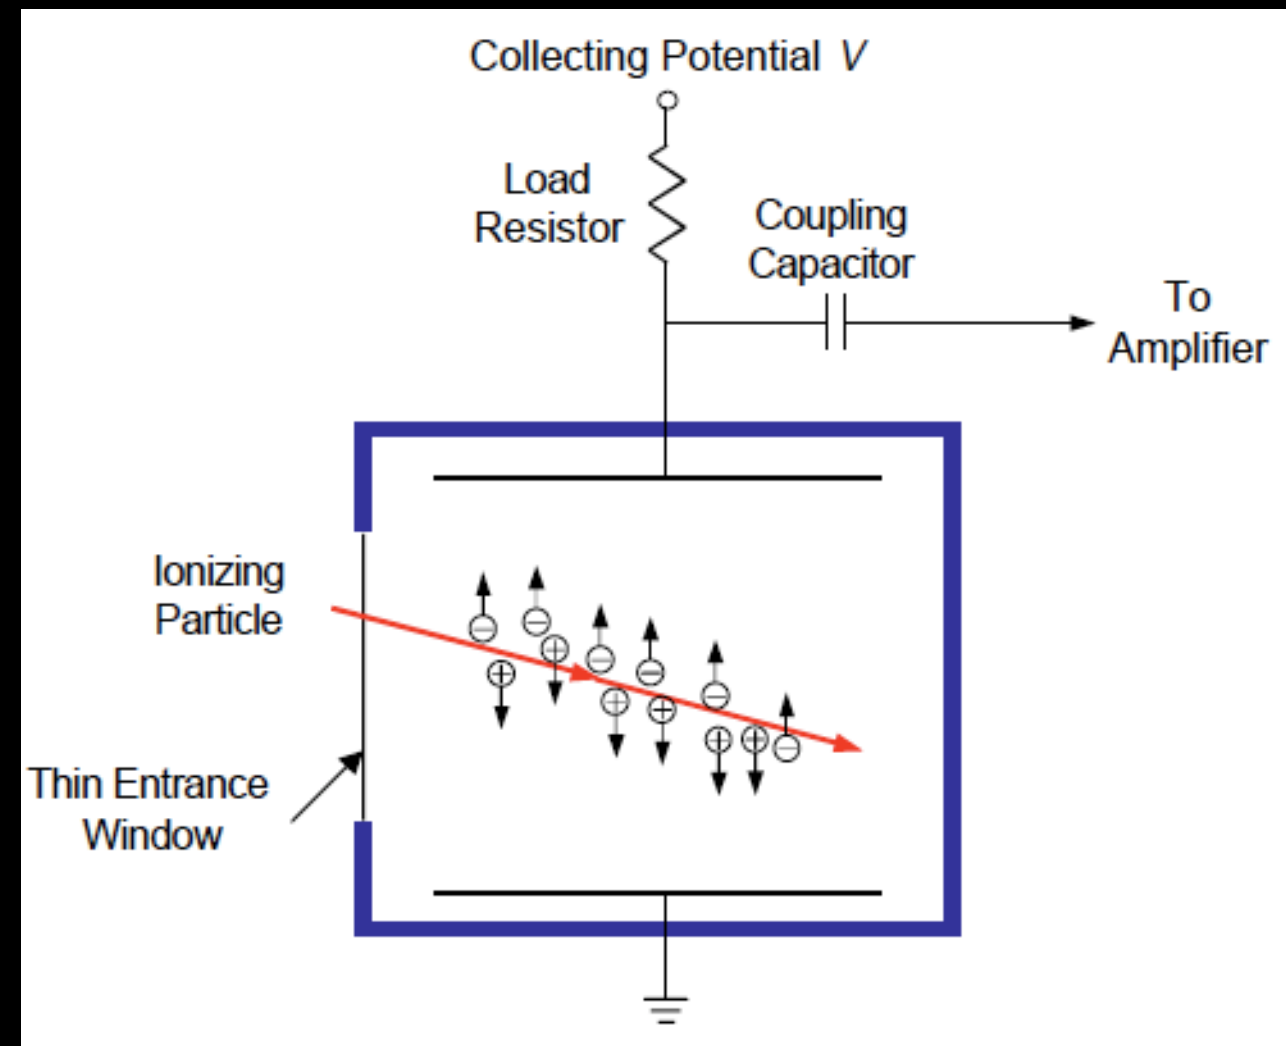 Collecting Potential V
Load
Resistor
Coupling
Capacitor
To
Amplifier
Ionizing
Particle
Thin Entrance
Window